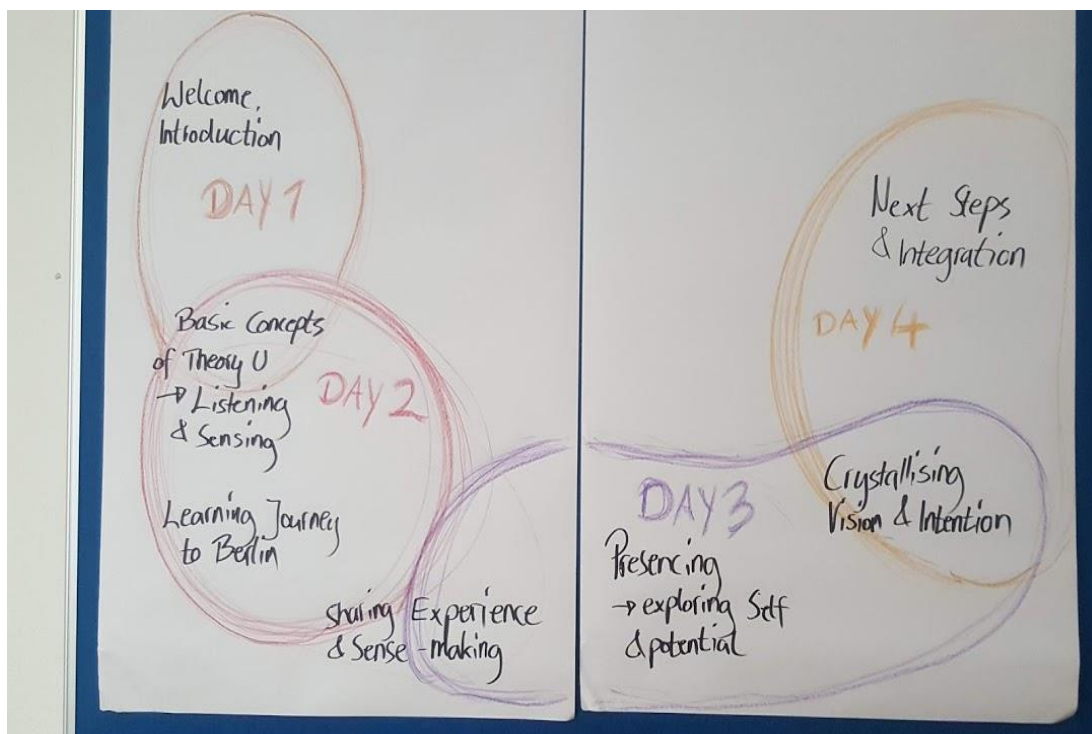 Welcome,
Introduction
DAY 1
Basic Concepts
of Theory U
→ Listening
& Sensing
DAY 2
Learning Journey
to Berlin
sharing Experience
& Sense-making
DAY 3
Presencing
→ exploring Self
& potential
Crystallising
Vision & Intention
DAY 4
Next Steps
& Integration